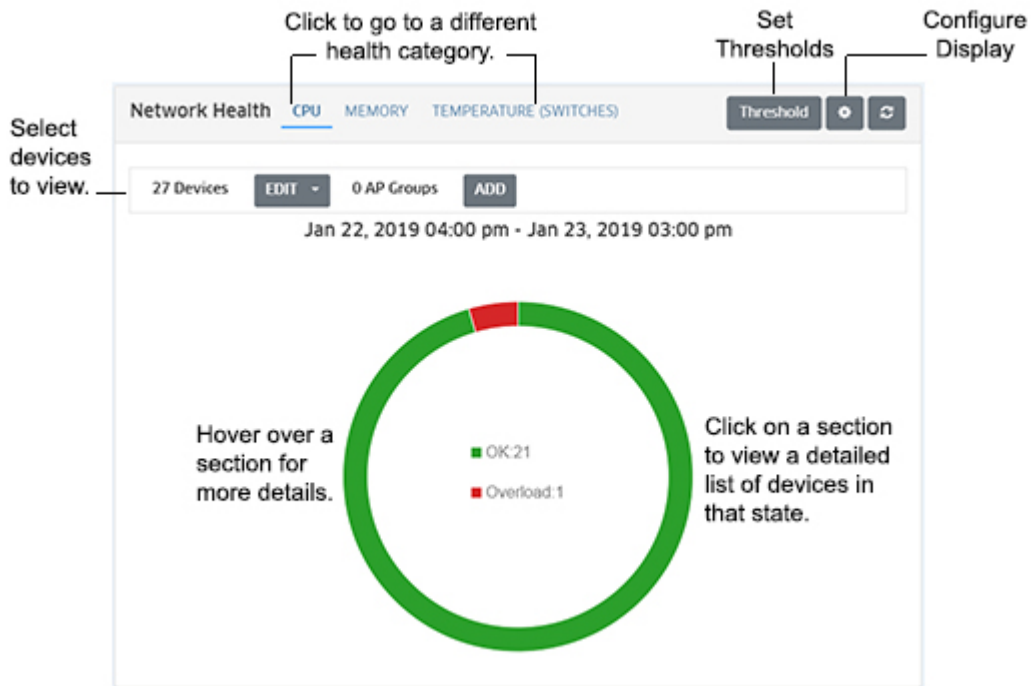 Click to go to a different
health category.
Set
Thresholds
Configure
Display
Network Health CPU MEMORY TEMPERATURE (SWITCHES) Threshold
Select
devices
to view.
27 Devices EDIT 0 AP Groups ADD
Jan 22, 2019 04:00 pm - Jan 23, 2019 03:00 pm
Hover over a
section for
more details.
OK:21
Overload:1
Click on a section
to view a detailed
list of devices in
that state.